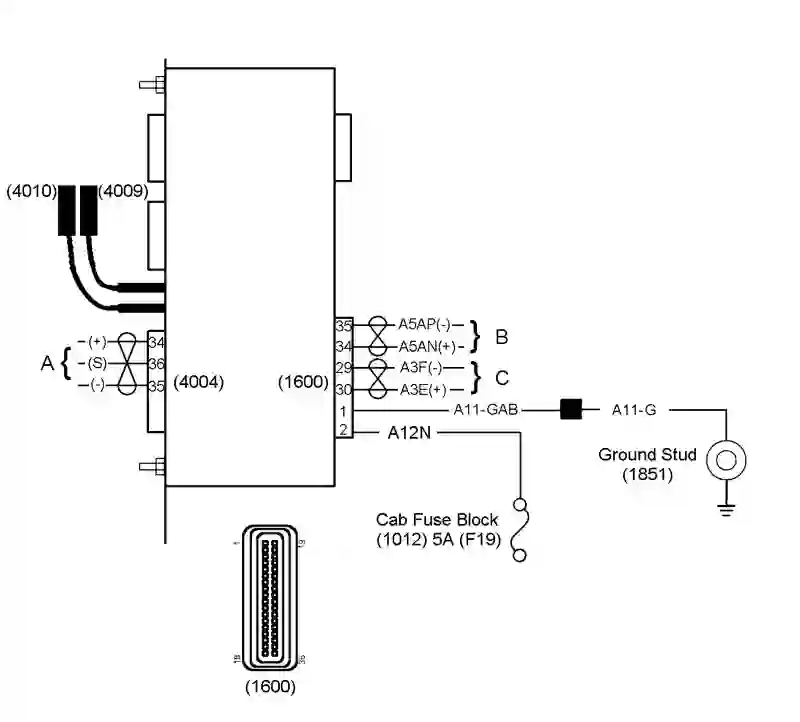 (4010)
(4009)
A { (+) 34
(S) 36
(-) 35
(4004)
(1600)
35 A5AP(-)
34 A5AN(+)
} B
29 A3F(-)
30 A3E(+)
} C
1 A11-GAB A11-G
2 A12N
Ground Stud
(1851)
Cab Fuse Block
(1012) 5A (F19)
1 19
18 36
(1600)